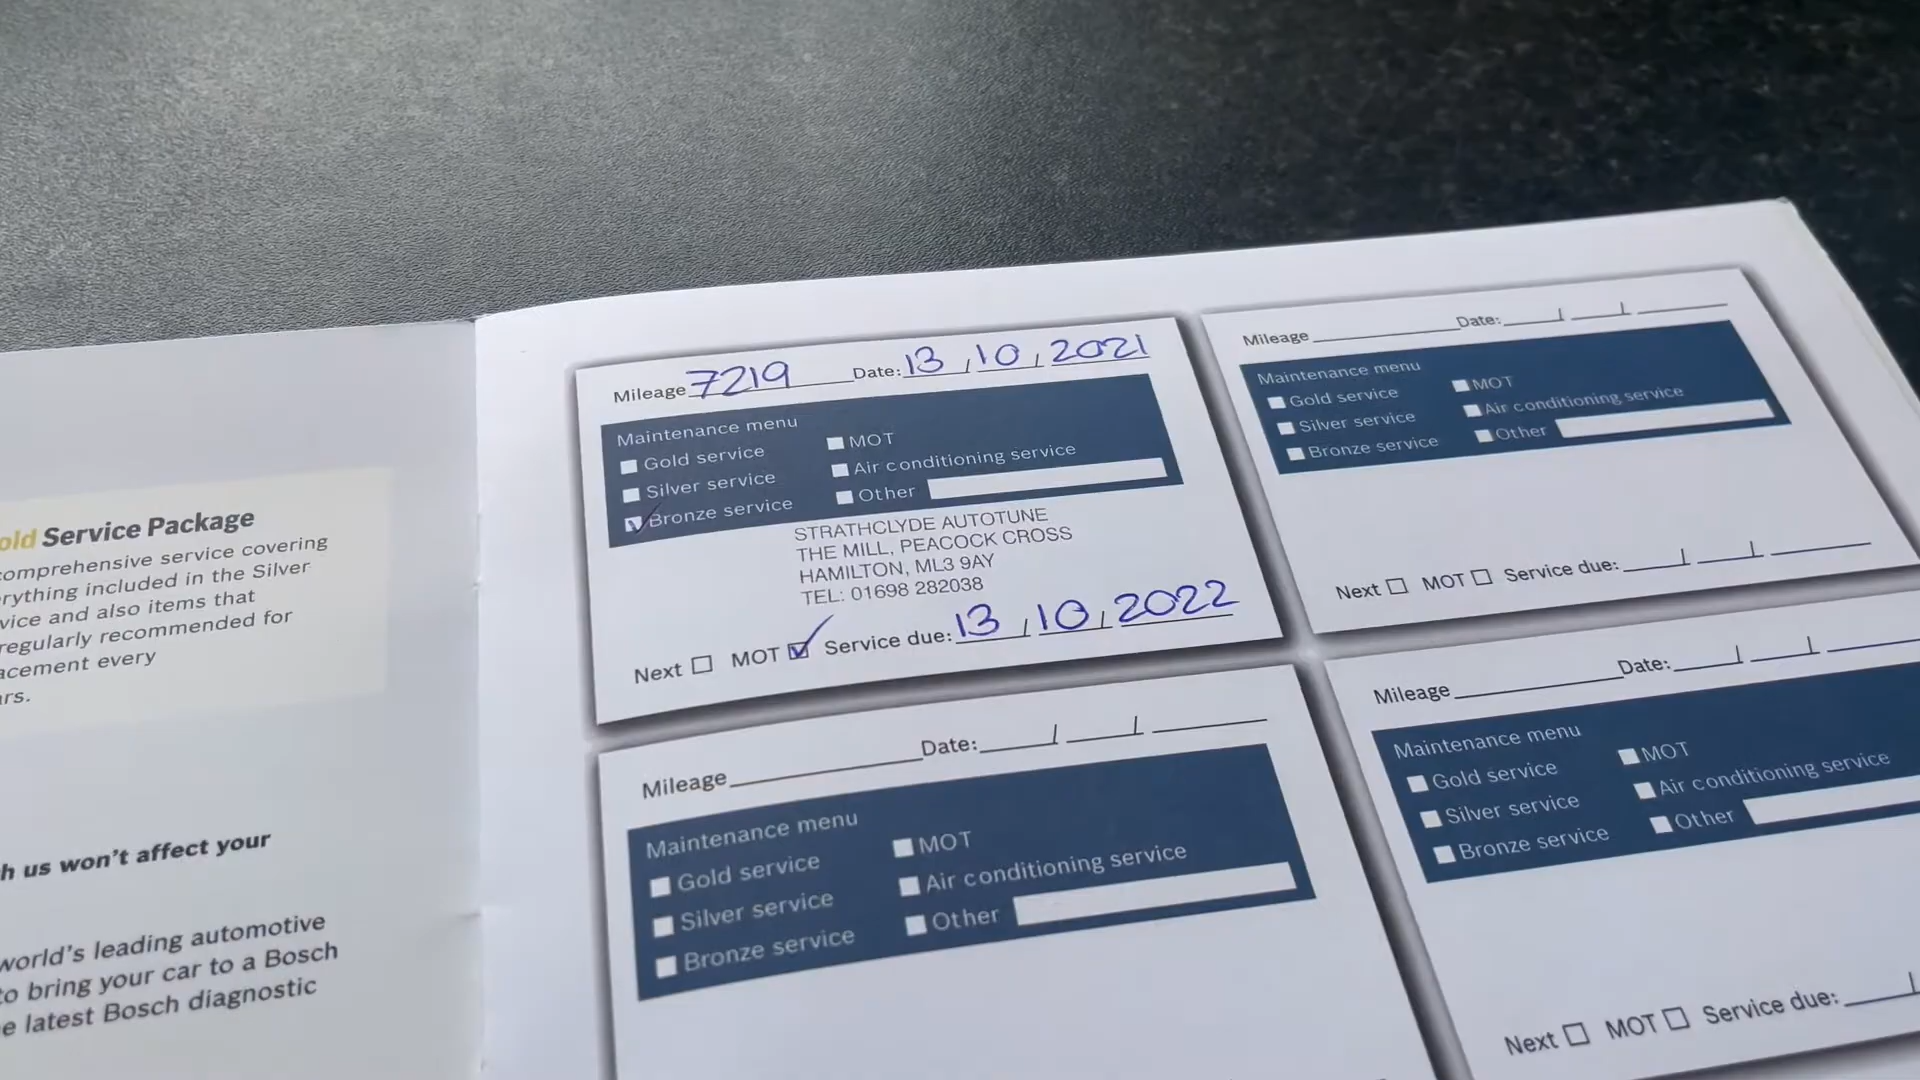 old Service Package
omprehensive service covering
rything included in the Silver
vice and also items that
regularly recommended for
acement every
ars.
h us won't affect your
world's leading automotive
to bring your car to a Bosch
e latest Bosch diagnostic
Mileage 7219 Date: 13 / 10 / 2021
Maintenance menu
Gold service
Silver service
Bronze service
MOT
Air conditioning service
Other
STRATHCLYDE AUTOTUNE
THE MILL, PEACOCK CROSS
HAMILTON, ML3 9AY
TEL: 01698 282038
Next MOT Service due: 13 / 10 / 2022
Mileage Date:
Maintenance menu
Gold service
Silver service
Bronze service
MOT
Air conditioning service
Other
Next MOT Service due:
Mileage Date:
Maintenance menu
Gold service
Silver service
Bronze service
MOT
Air conditioning service
Other
Mileage Date:
Maintenance menu
Gold service
Silver service
Bronze service
MOT
Air conditioning service
Other
Next MOT Service due: